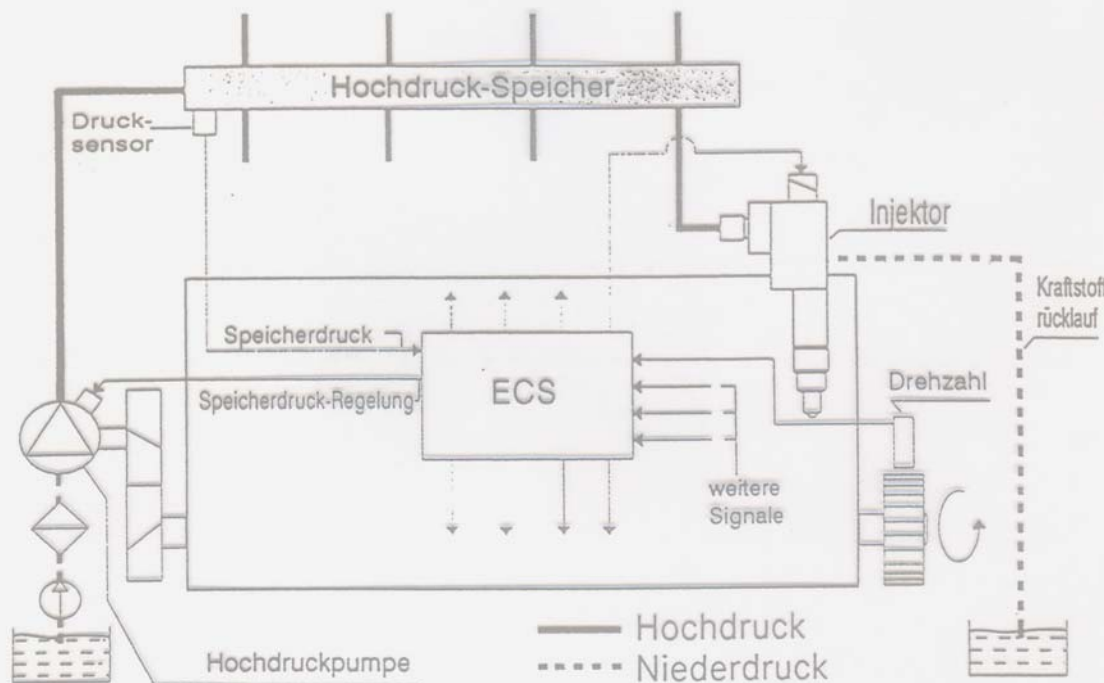 Hochdruck-Speicher
Druck-
sensor
Injektor
Kraftstoff
rücklauf
Speicherdruck
ECS
Drehzahl
Speicherdruck-Regelung
weitere
Signale
Hochdruck
Hochdruckpumpe
Niederdruck